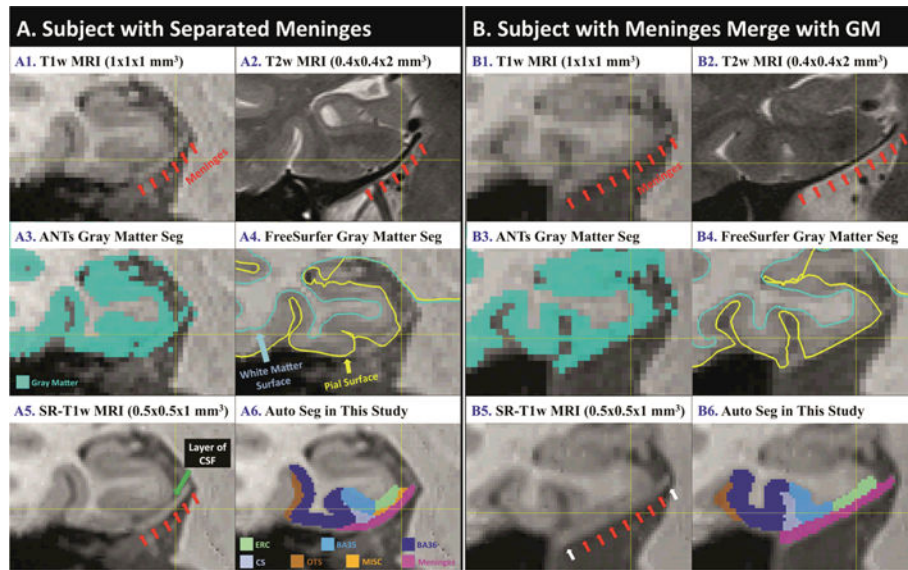 A. Subject with Separated Meninges
A1. T1w MRI (1x1x1 mm³)
A2. T2w MRI (0.4x0.4x2 mm³)
Meninges
A3. ANTs Gray Matter Seg
A4. FreeSurfer Gray Matter Seg
Gray Matter
White Matter
Surface
Pial Surface
A5. SR-T1w MRI (0.5x0.5x1 mm³)
A6. Auto Seg in This Study
Layer of
CSF
ERC
BA35
BA36
CS
OTS
MISC
Meninges
B. Subject with Meninges Merge with GM
B1. T1w MRI (1x1x1 mm³)
B2. T2w MRI (0.4x0.4x2 mm³)
Meninges
B3. ANTs Gray Matter Seg
B4. FreeSurfer Gray Matter Seg
B5. SR-T1w MRI (0.5x0.5x1 mm³)
B6. Auto Seg in This Study